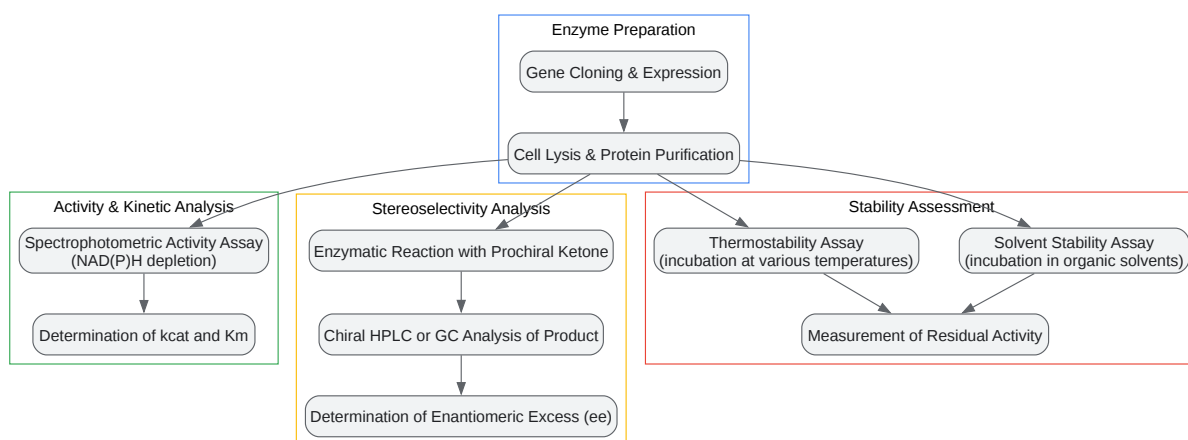 Enzyme Preparation
Gene Cloning & Expression
Cell Lysis & Protein Purification
Activity & Kinetic Analysis
Spectrophotometric Activity Assay
(NAD(P)H depletion)
Determination of kcat and Km
Stereoselectivity Analysis
Enzymatic Reaction with Prochiral Ketone
Chiral HPLC or GC Analysis of Product
Determination of Enantiomeric Excess (ee)
Stability Assessment
Thermostability Assay
(incubation at various temperatures)
Solvent Stability Assay
(incubation in organic solvents)
Measurement of Residual Activity